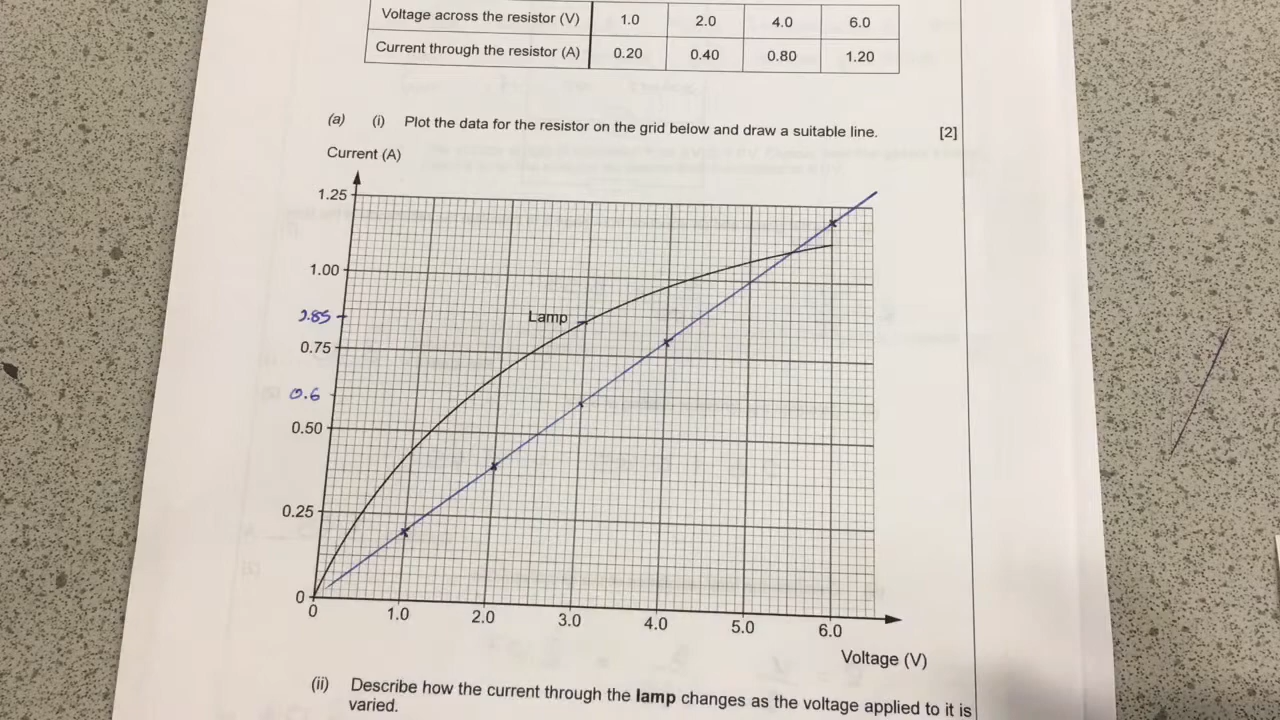 Voltage across the resistor (V) 1.0 2.0 4.0 6.0
Current through the resistor (A) 0.20 0.40 0.80 1.20
(a) (i) Plot the data for the resistor on the grid below and draw a suitable line. [2]
Current (A)
1.25
1.00
0.85
0.75
0.6
0.50
0.25
0
Lamp
0 1.0 2.0 3.0 4.0 5.0 6.0
Voltage (V)
(ii) Describe how the current through the lamp changes as the voltage applied to it is
varied.